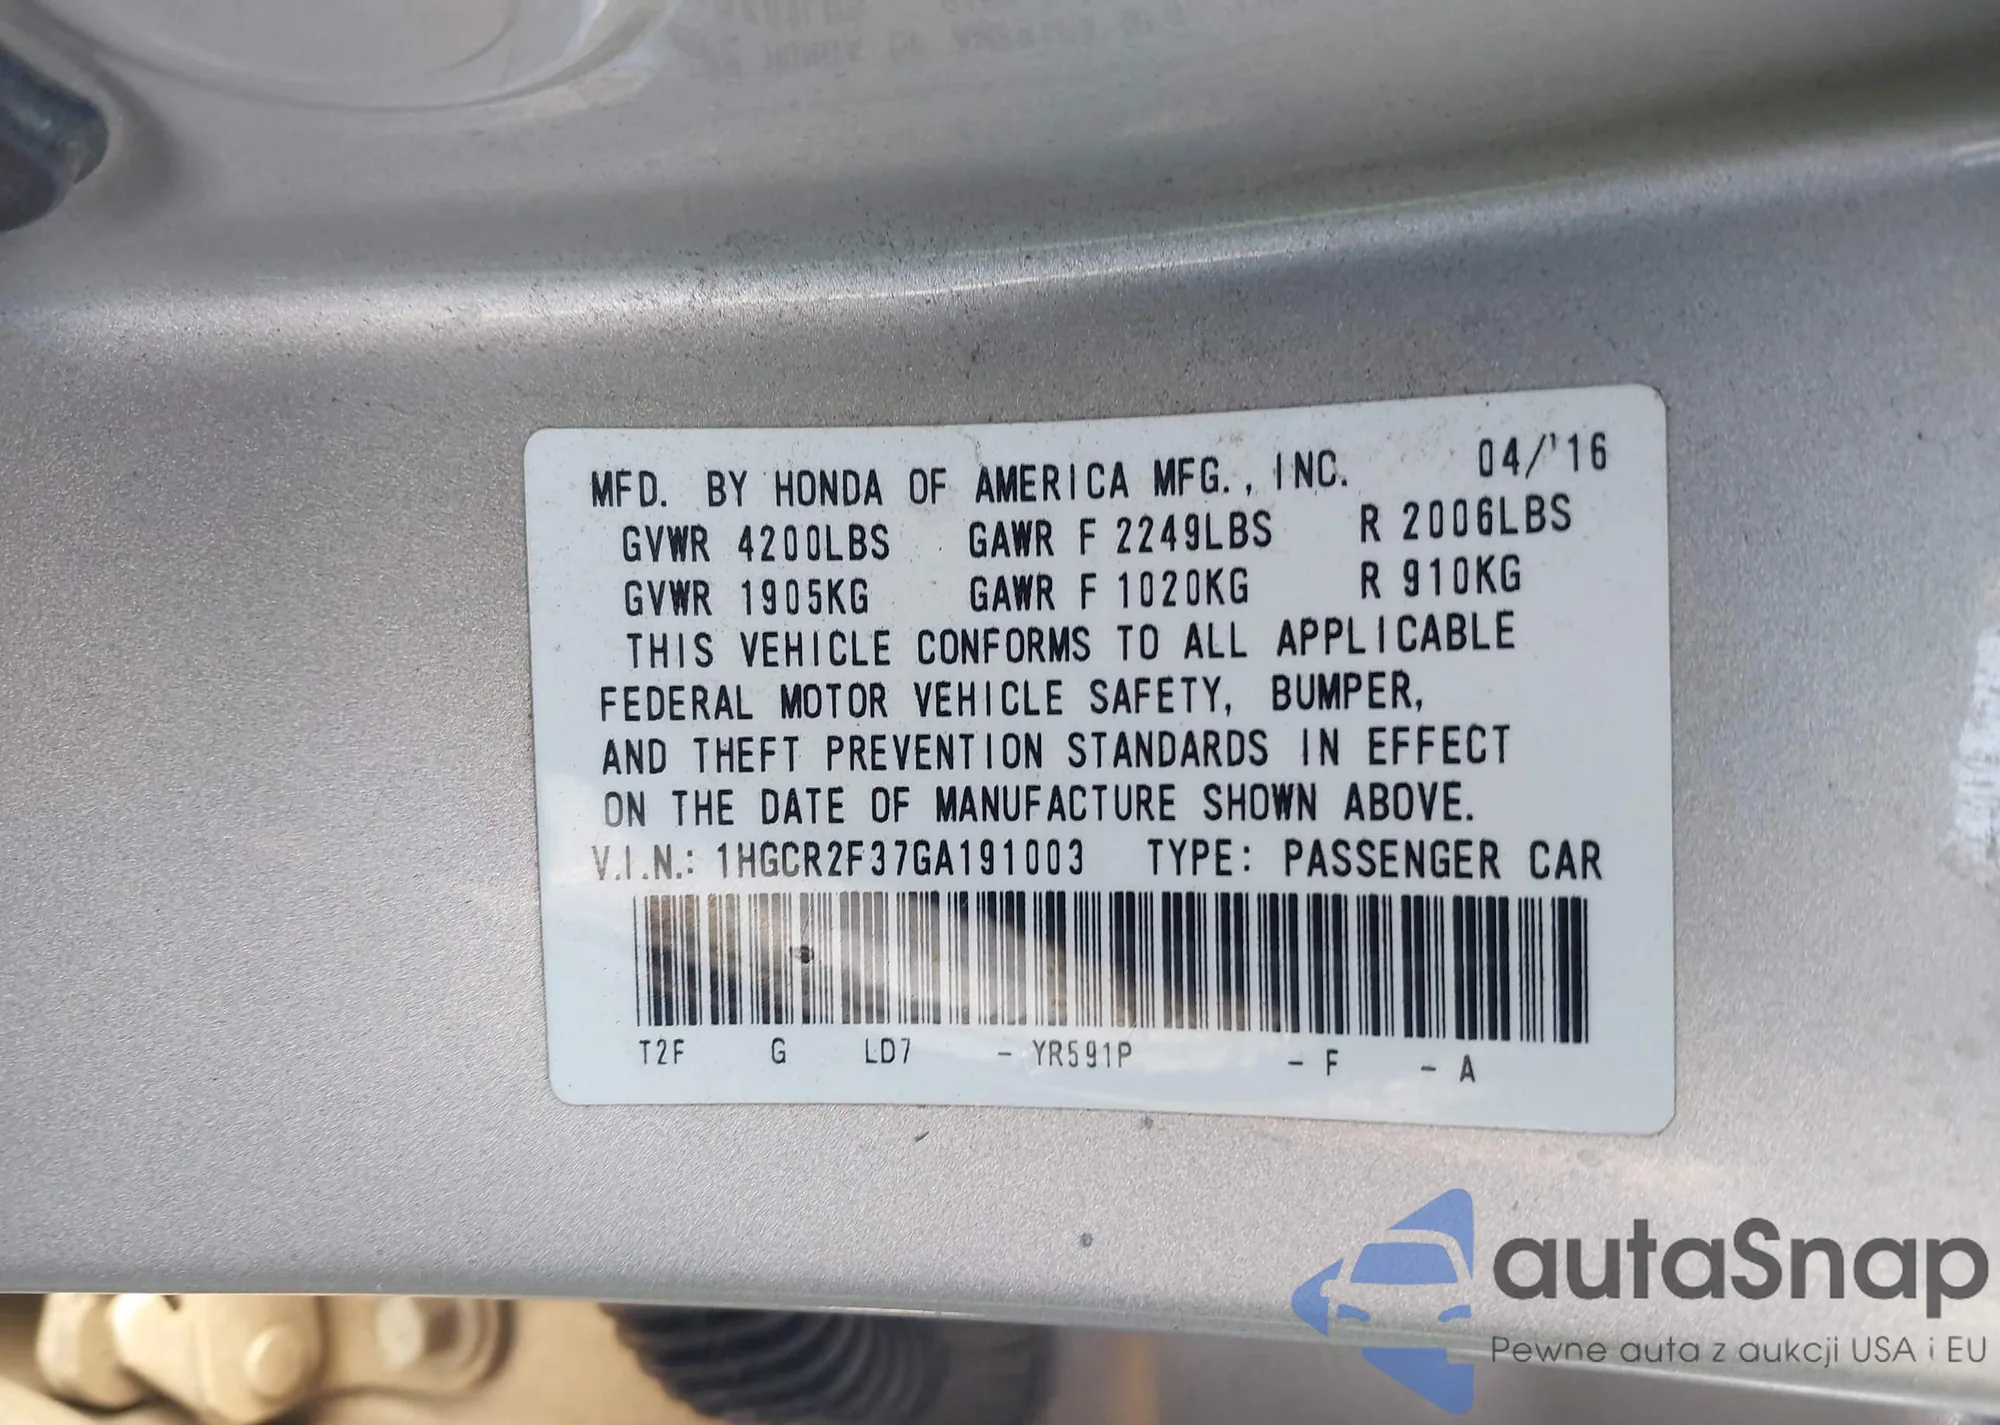 MFD. BY HONDA OF AMERICA MFG., INC. 04/'16
GVWR 4200LBS GAWR F 2249LBS R 2006LBS
GVWR 1905KG GAWR F 1020KG R 910KG
THIS VEHICLE CONFORMS TO ALL APPLICABLE
FEDERAL MOTOR VEHICLE SAFETY, BUMPER,
AND THEFT PREVENTION STANDARDS IN EFFECT
ON THE DATE OF MANUFACTURE SHOWN ABOVE.
V.I.N.: 1HGCR2F37GA191003 TYPE: PASSENGER CAR
T2F G LD7 - YR591P - F - A
autaSnap
Pewne auta z aukcji USA i EU